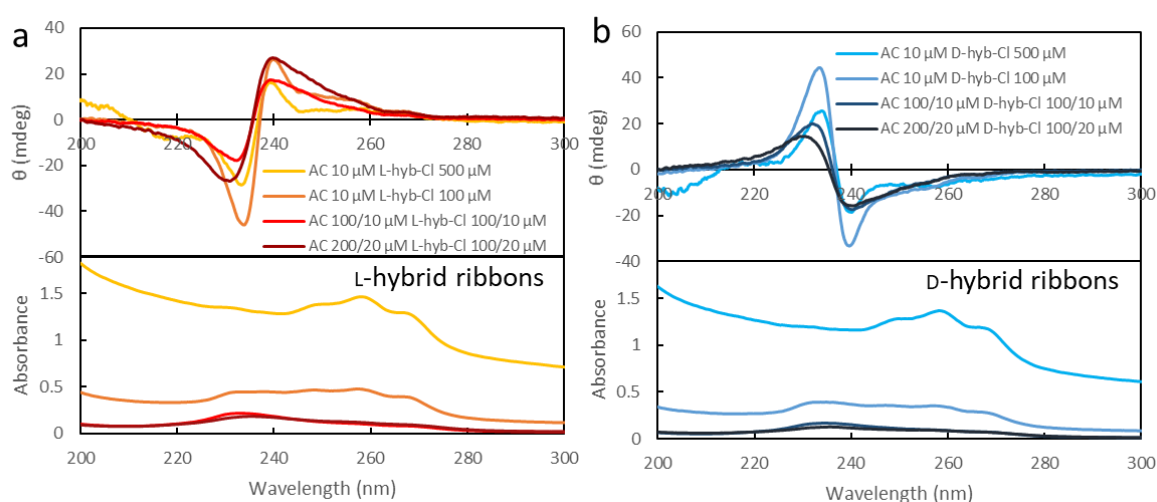 a
40
20
0
-20
-40
-60
θ (mdeg)
200 220 240 260 280 300
AC 10 µM L-hyb-Cl 500 µM
AC 10 µM L-hyb-Cl 100 µM
AC 100/10 µM L-hyb-Cl 100/10 µM
AC 200/20 µM L-hyb-Cl 100/20 µM
L-hybrid ribbons
1.5
1
0.5
0
Absorbance
200 220 240 260 280 300
Wavelength (nm)
b
60
40
20
0
-20
-40
θ (mdeg)
200 220 240 260 280 300
AC 10 µM D-hyb-Cl 500 µM
AC 10 µM D-hyb-Cl 100 µM
AC 100/10 µM D-hyb-Cl 100/10 µM
AC 200/20 µM D-hyb-Cl 100/20 µM
D-hybrid ribbons
1.5
1
0.5
0
Absorbance
200 220 240 260 280 300
Wavelength (nm)